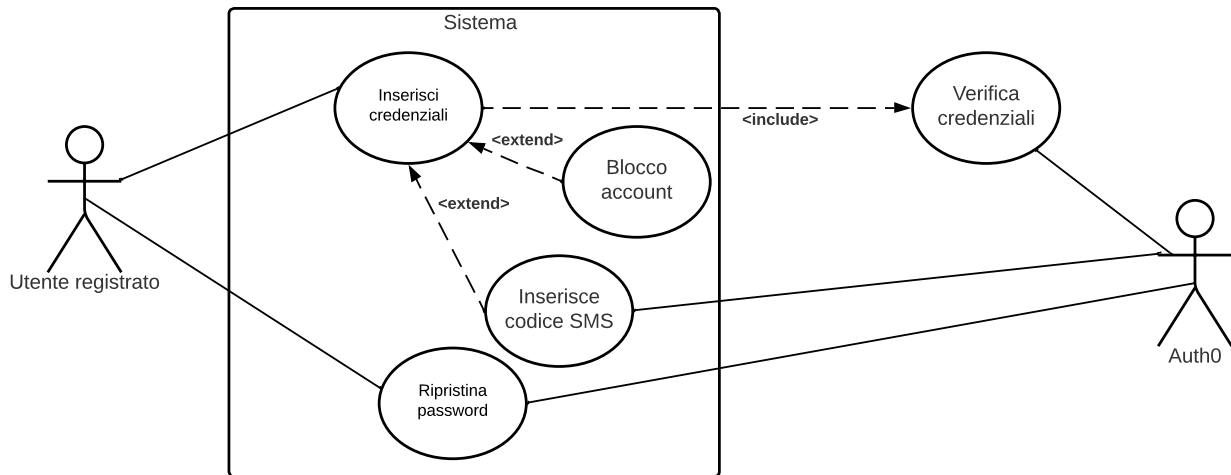 Sistema
Inserisci
credenziali
Verifica
credenziali
<include>
<extend>
Blocco
account
<extend>
Utente registrato
Inserisce
codice SMS
Auth0
Ripristina
password